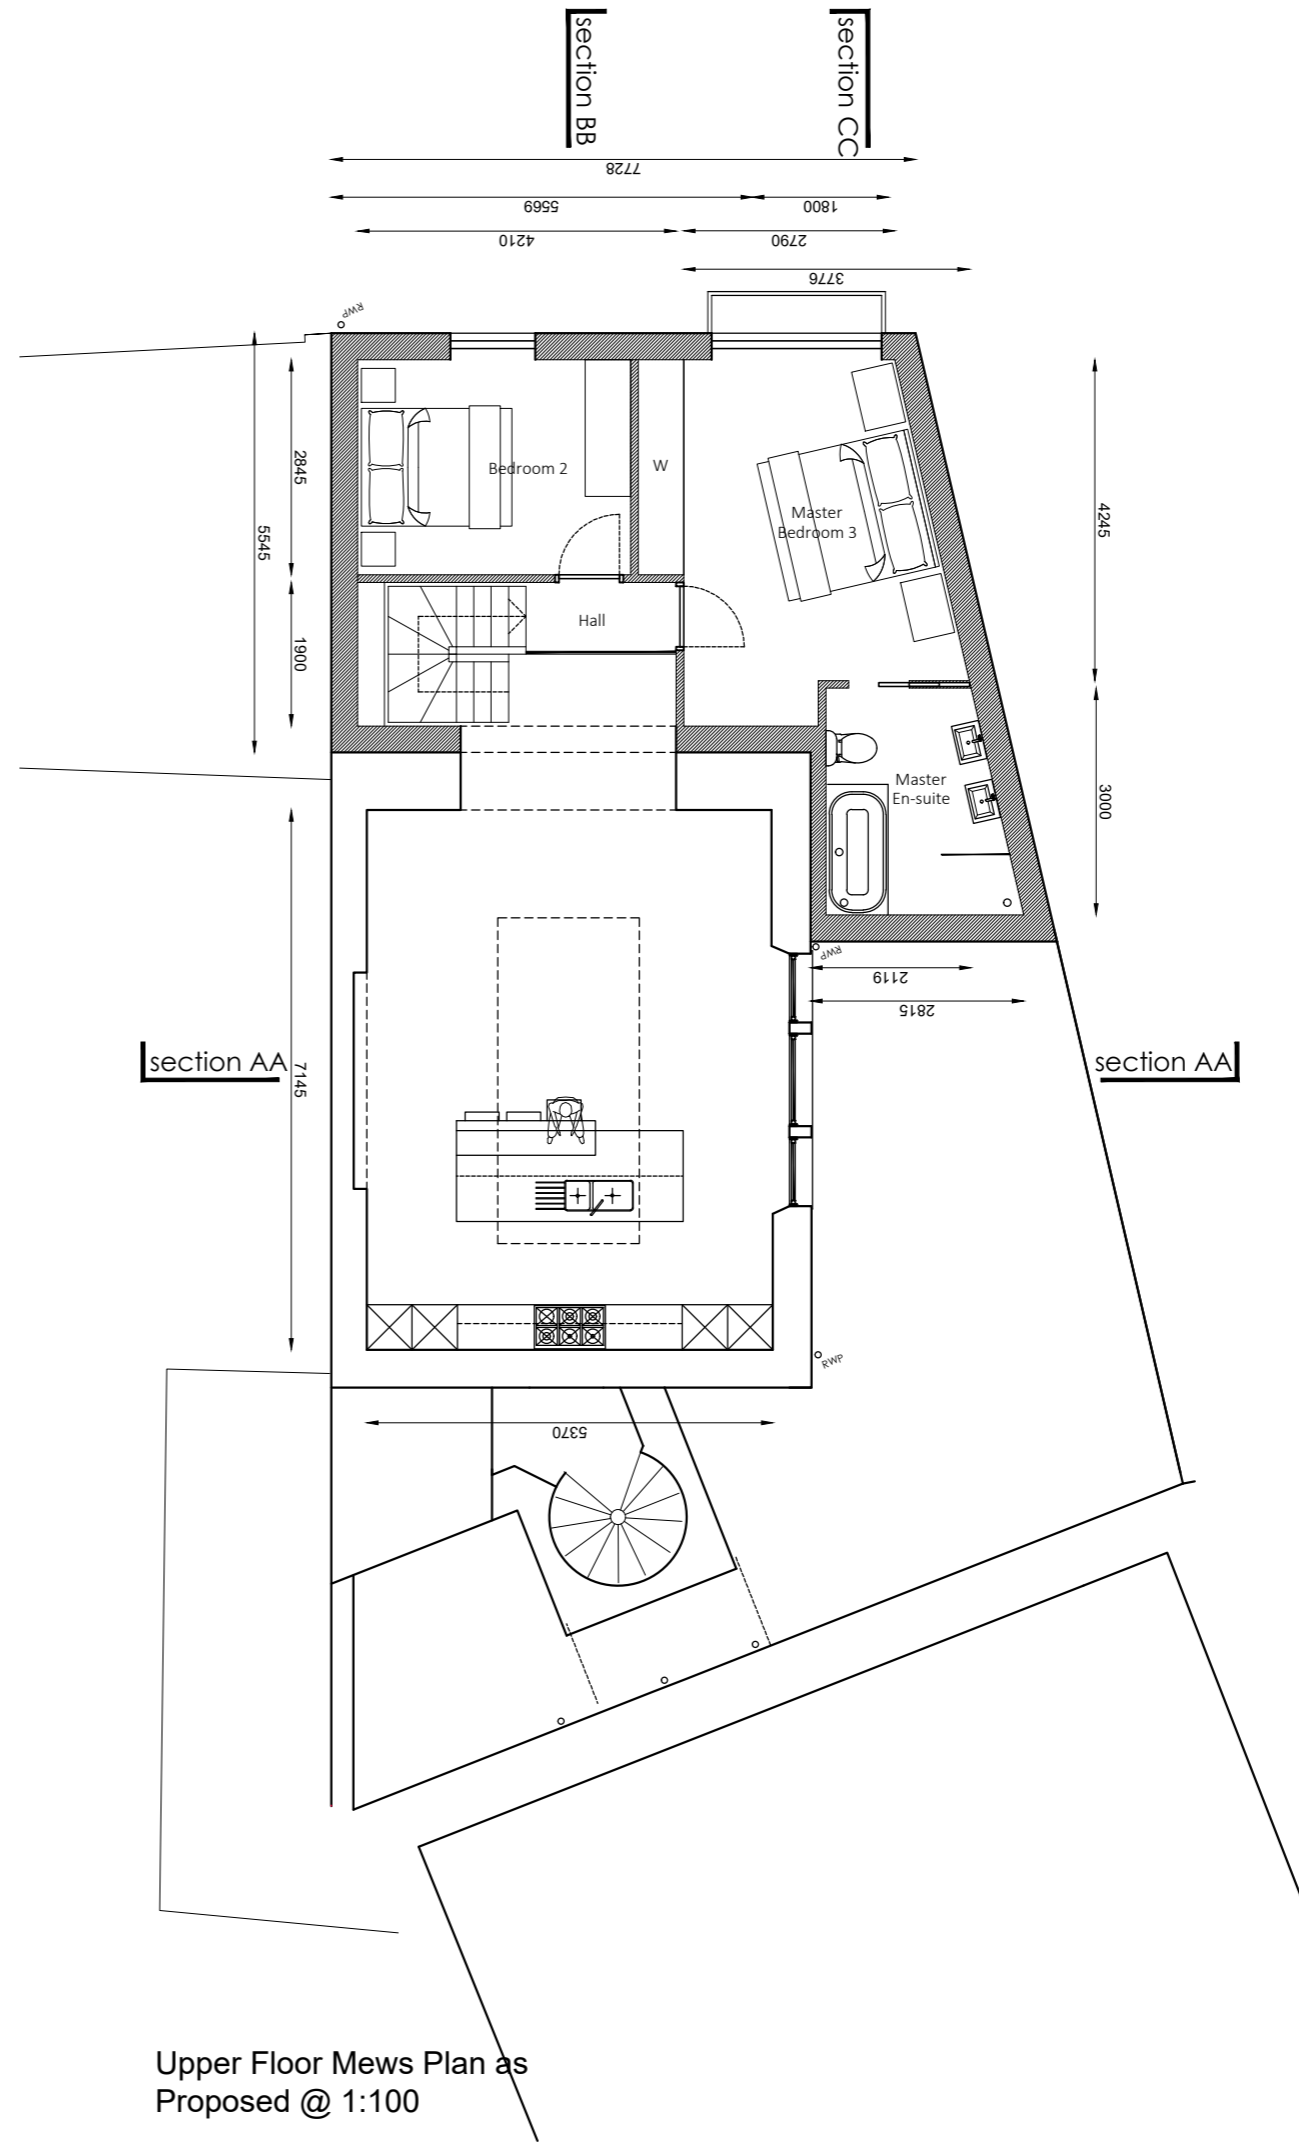 section BB
section CC
7728
5569
1800
4210
2790
3776
RWP
2845
5545
Bedroom 2
W
Master
Bedroom 3
4245
1900
Hall
Master
En-suite
3000
RWP
2119
2815
section AA
7145
section AA
RWP
5370
Upper Floor Mews Plan as
Proposed @ 1:100